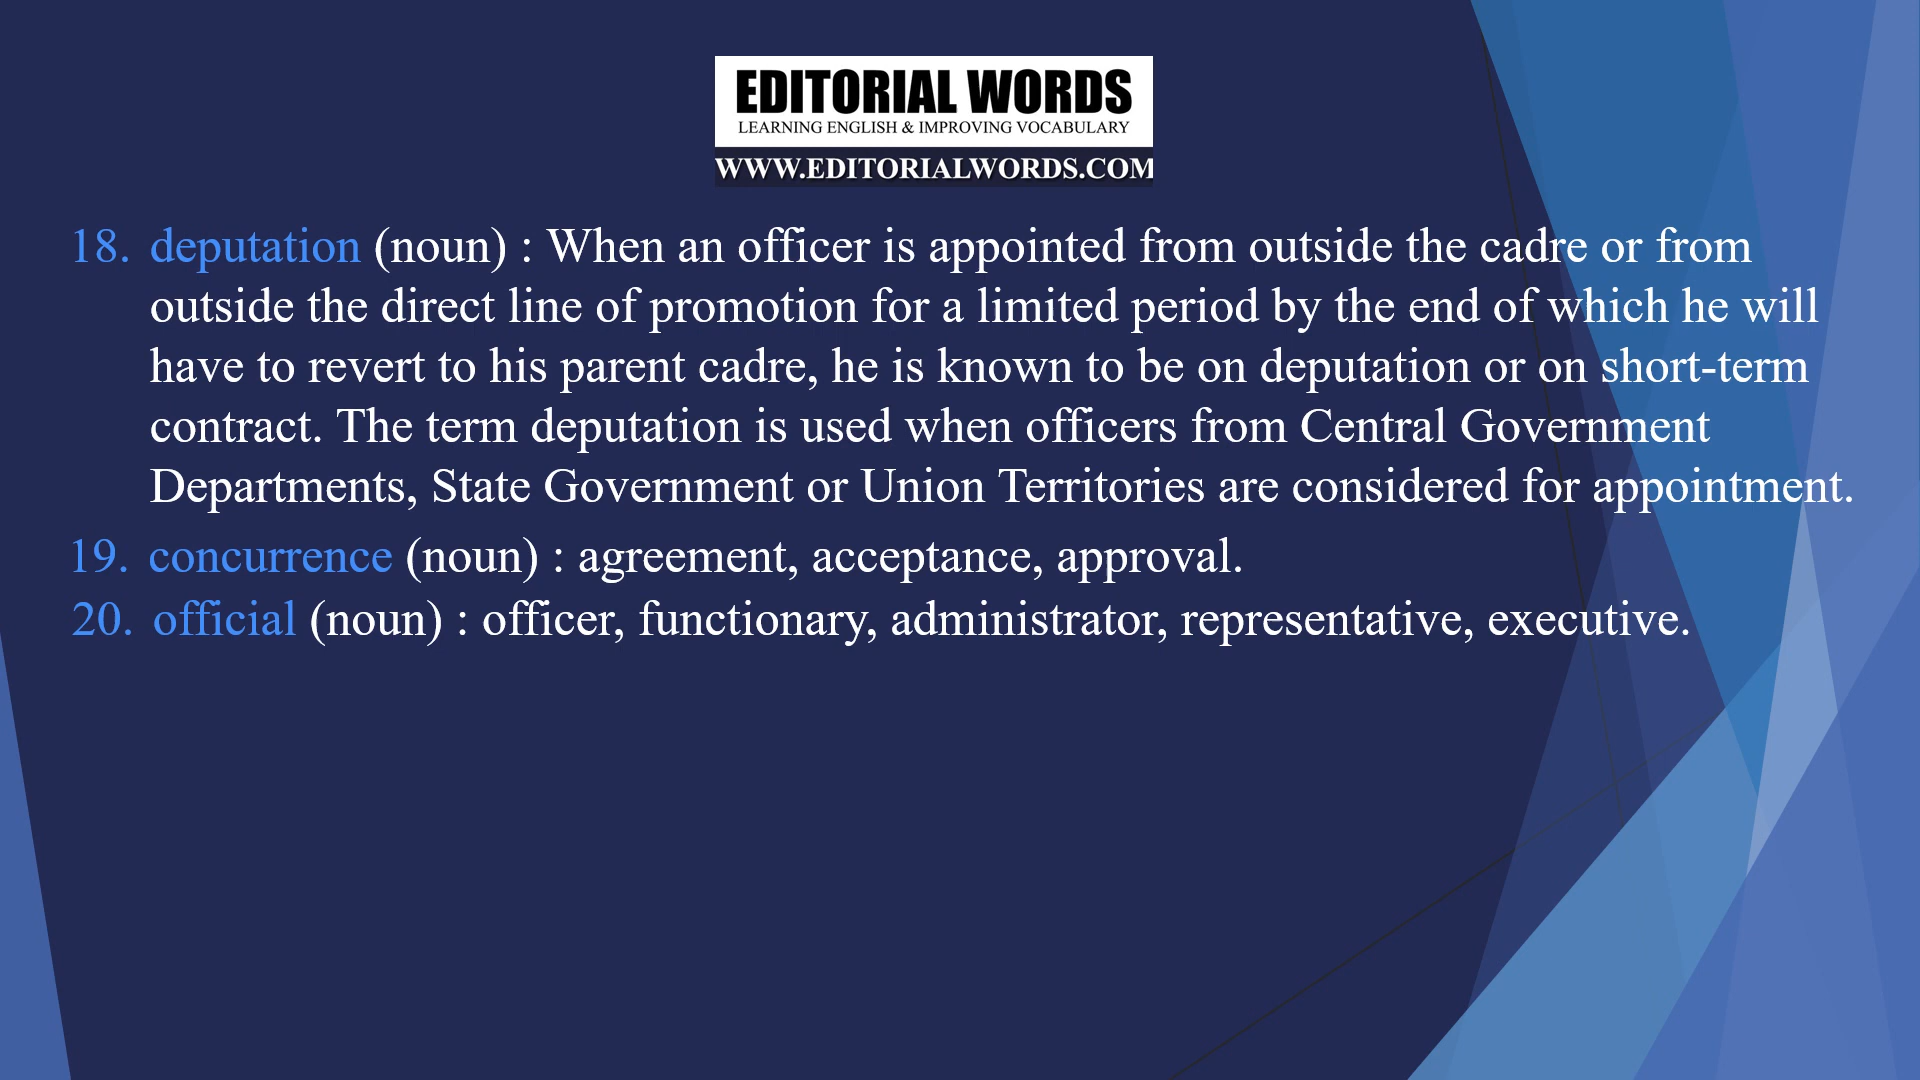 EDITORIAL WORDS
LEARNING ENGLISH & IMPROVING VOCABULARY
WWW.EDITORIALWORDS.COM
18. deputation (noun) : When an officer is appointed from outside the cadre or from
outside the direct line of promotion for a limited period by the end of which he will
have to revert to his parent cadre, he is known to be on deputation or on short-term
contract. The term deputation is used when officers from Central Government
Departments, State Government or Union Territories are considered for appointment.
19. concurrence (noun) : agreement, acceptance, approval.
20. official (noun) : officer, functionary, administrator, representative, executive.